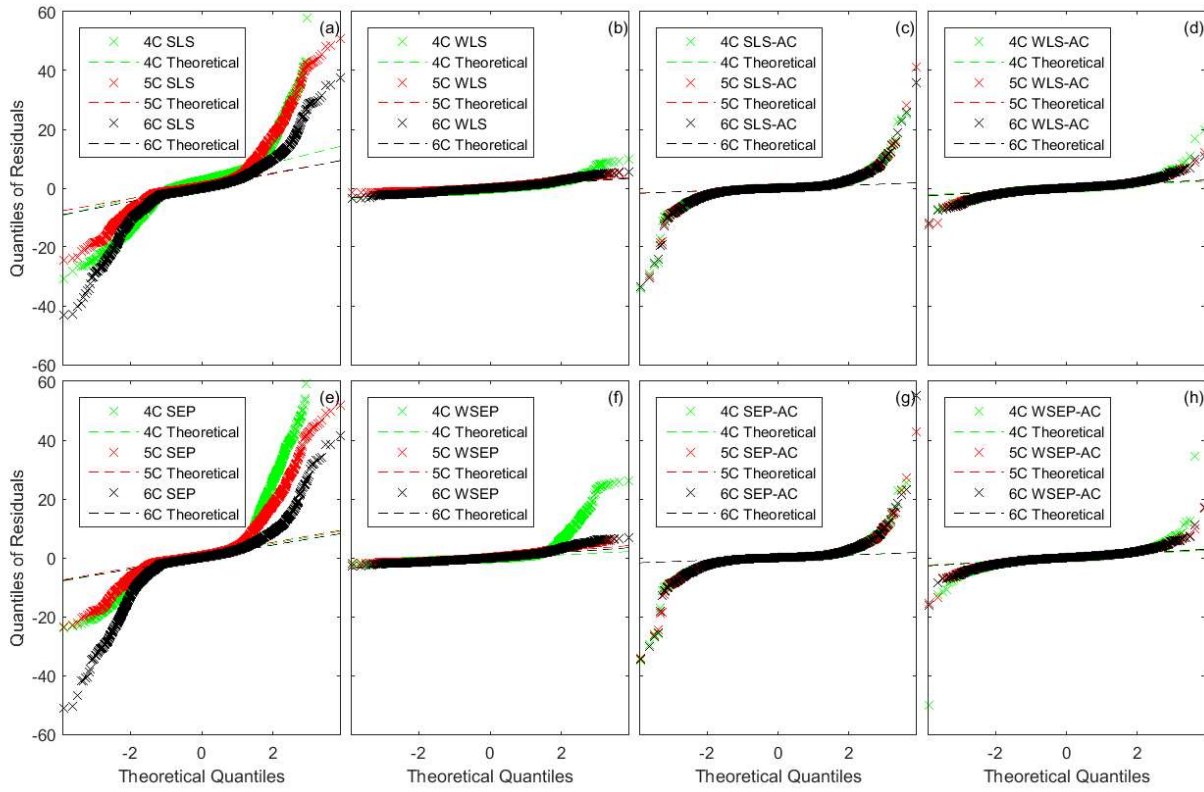 60
40
20
0
-20
-40
-60
Quantiles of Residuals
(a)
4C SLS
4C Theoretical
5C SLS
5C Theoretical
6C SLS
6C Theoretical
(b)
4C WLS
4C Theoretical
5C WLS
5C Theoretical
6C WLS
6C Theoretical
(c)
4C SLS-AC
4C Theoretical
5C SLS-AC
5C Theoretical
6C SLS-AC
6C Theoretical
(d)
4C WLS-AC
4C Theoretical
5C WLS-AC
5C Theoretical
6C WLS-AC
6C Theoretical
60
40
20
0
-20
-40
-60
Quantiles of Residuals
(e)
4C SEP
4C Theoretical
5C SEP
5C Theoretical
6C SEP
6C Theoretical
-2 0 2
Theoretical Quantiles
(f)
4C WSEP
4C Theoretical
5C WSEP
5C Theoretical
6C WSEP
6C Theoretical
-2 0 2
Theoretical Quantiles
(g)
4C SEP-AC
4C Theoretical
5C SEP-AC
5C Theoretical
6C SEP-AC
6C Theoretical
-2 0 2
Theoretical Quantiles
(h)
4C WSEP-AC
4C Theoretical
5C WSEP-AC
5C Theoretical
6C WSEP-AC
6C Theoretical
-2 0 2
Theoretical Quantiles